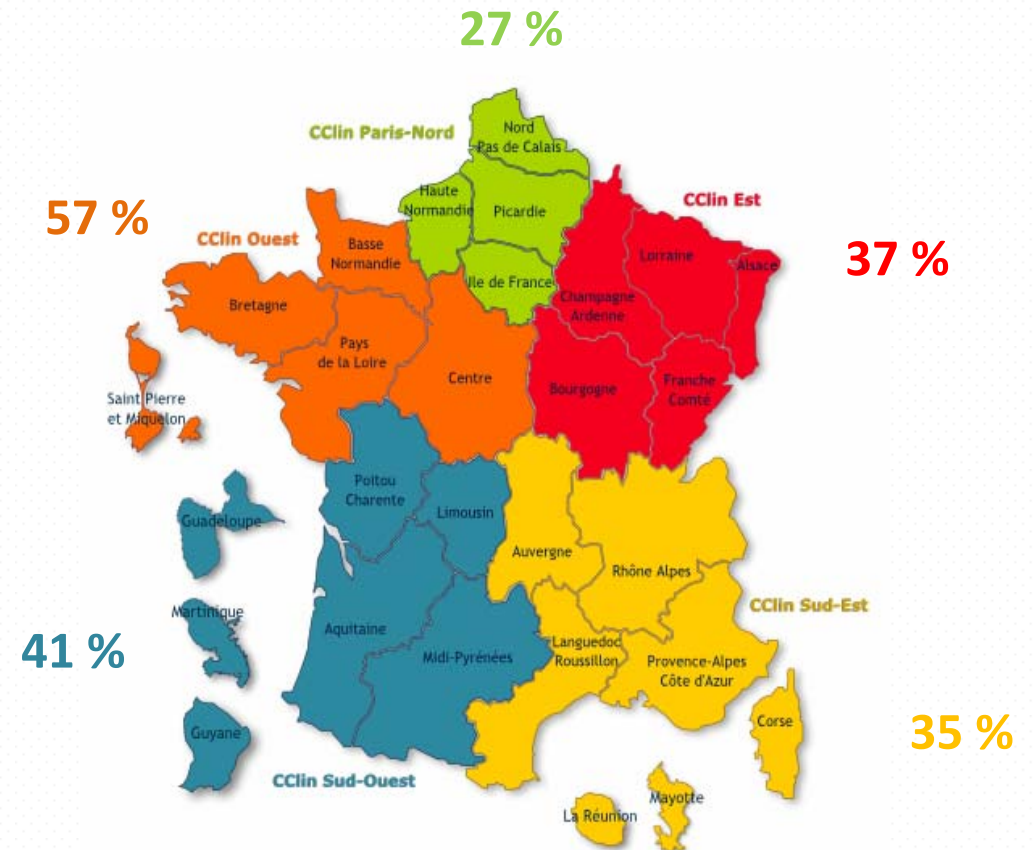 27 %
CClin Paris-Nord
Nord
Pas de Calais
Haute
Normandie
Picardie
Ile de France
57 %
CClin Ouest
Basse
Normandie
Bretagne
Pays
de la Loire
Centre
Saint Pierre
et Miquelon
CClin Est
37 %
Lorraine
Alsace
Champagne
Ardenne
Bourgogne
Franche
Comté
Poitou
Charente
Limousin
Guadeloupe
Martinique
41 %
Aquitaine
Midi-Pyrénées
Guyane
CClin Sud-Ouest
Auvergne
Rhône Alpes
CClin Sud-Est
Languedoc
Roussillon
Provence-Alpes
Côte d'Azur
Corse
35 %
Mayotte
La Réunion